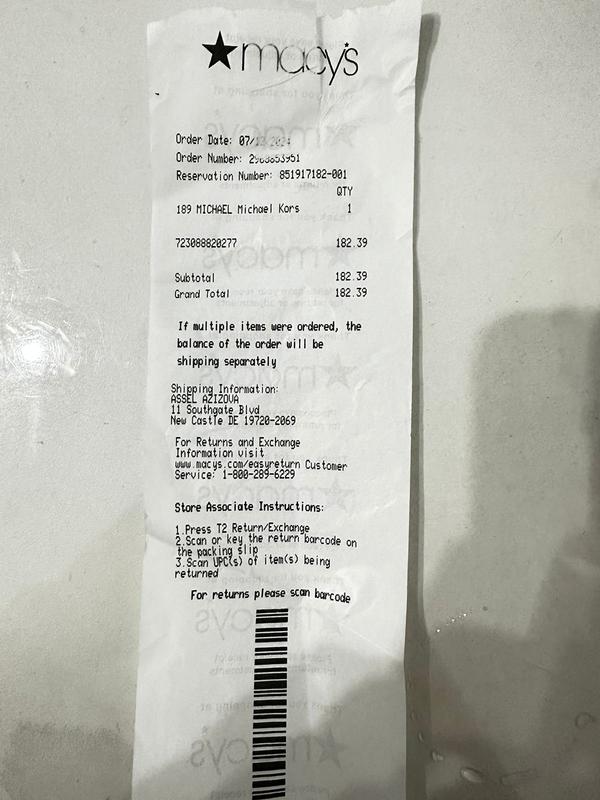 macy's
Order Date: 07/
Order Number:
Reservation Number: 851917182-001
QTY
189 MICHAEL Michael Kors 1
723088820277 182.39
Subtotal 182.39
Grand Total 182.39
If multiple items were ordered, the
balance of the order will be
shipping separately
Shipping Information:
ASSEL AZIZOVA
11 Southgate Blvd
New Castle DE 19720-2069
For Returns and Exchange
Information visit
www.macys.com/easyreturn Customer
Service: 1-800-289-6229
Store Associate Instructions:
1.Press T2 Return/Exchange
2.Scan or key the return barcode on
the packing slip
3.Scan UPC(s) of item(s) being
returned
For returns please scan barcode